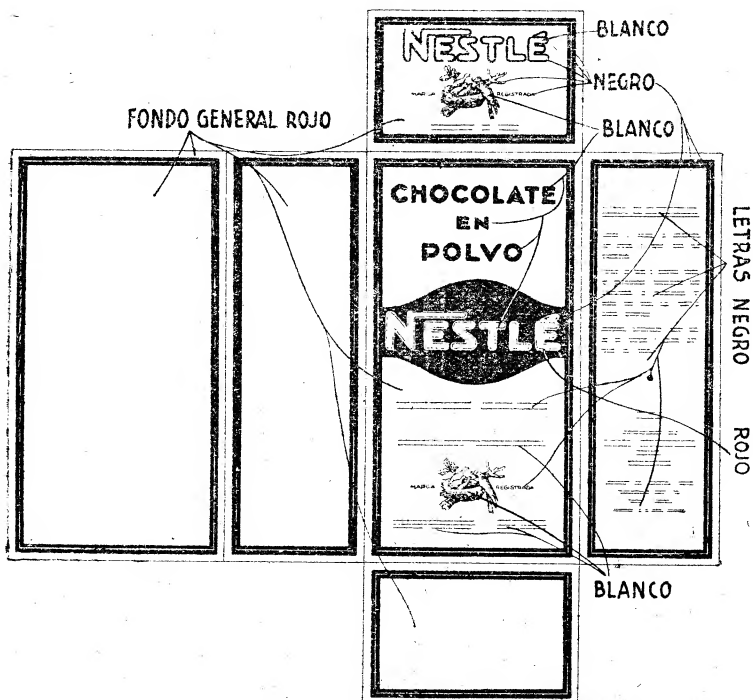 NESTLÉ
MARCA REGISTRADA
BLANCO
NEGRO
BLANCO
FONDO GENERAL ROJO
CHOCOLATE
EN
POLVO
NESTLÉ
MARCA REGISTRADA
LETRAS NEGRO
ROJO
BLANCO